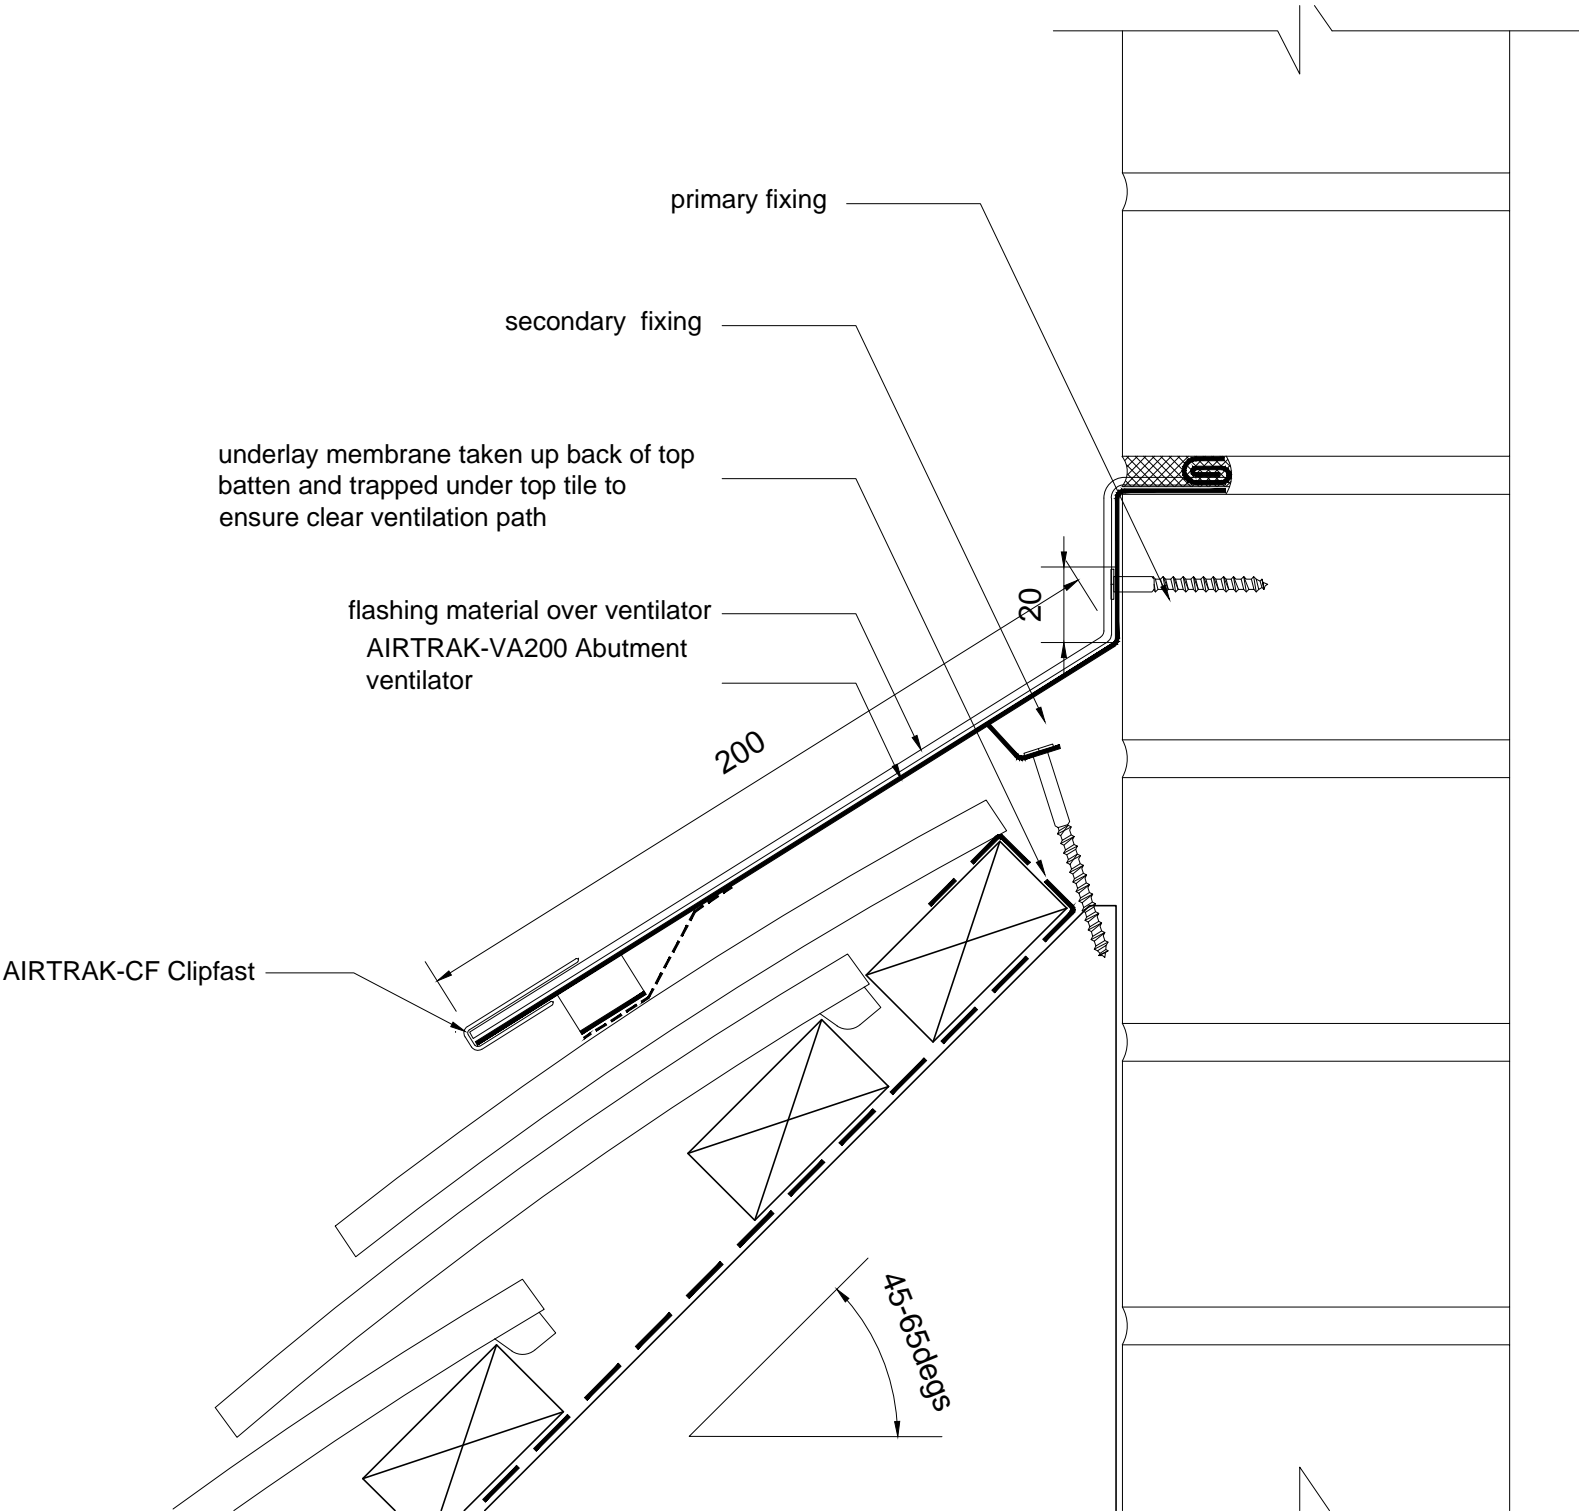 primary fixing
secondary fixing
underlay membrane taken up back of top
batten and trapped under top tile to
ensure clear ventilation path
flashing material over ventilator
AIRTRAK-VA200 Abutment
ventilator
20
200
AIRTRAK-CF Clipfast
45-65degs